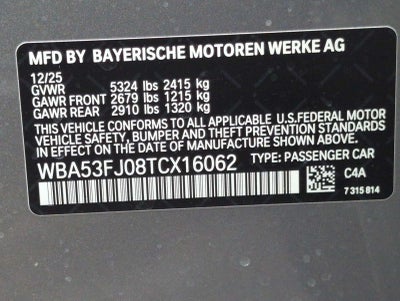 MFD BY BAYERISCHE MOTOREN WERKE AG
12/25
GVWR 5324 lbs 2415 kg
GAWR FRONT 2679 lbs 1215 kg
GAWR REAR 2910 lbs 1320 kg
THIS VEHICLE CONFORMS TO ALL APPLICABLE U.S.FEDERAL MOTOR
VEHICLE SAFETY, BUMPER AND THEFT PREVENTION STANDARDS
IN EFFECT ON THE DATE OF MANUFACTURE SHOWN ABOVE.
WBA53FJ08TCX16062 TYPE: PASSENGER CAR
C4A
7 315 814